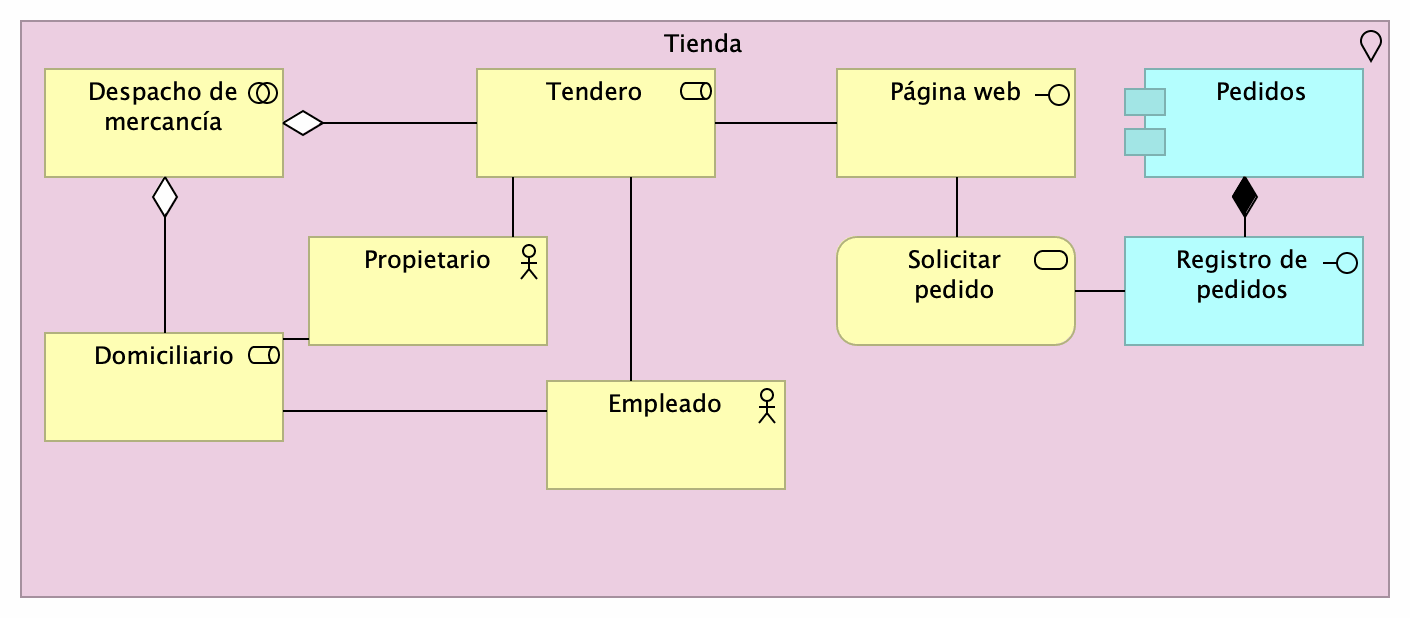 Tienda
Despacho de
mercancía
Tendero
Página web
Pedidos
Propietario
Solicitar
pedido
Registro de
pedidos
Domiciliario
Empleado